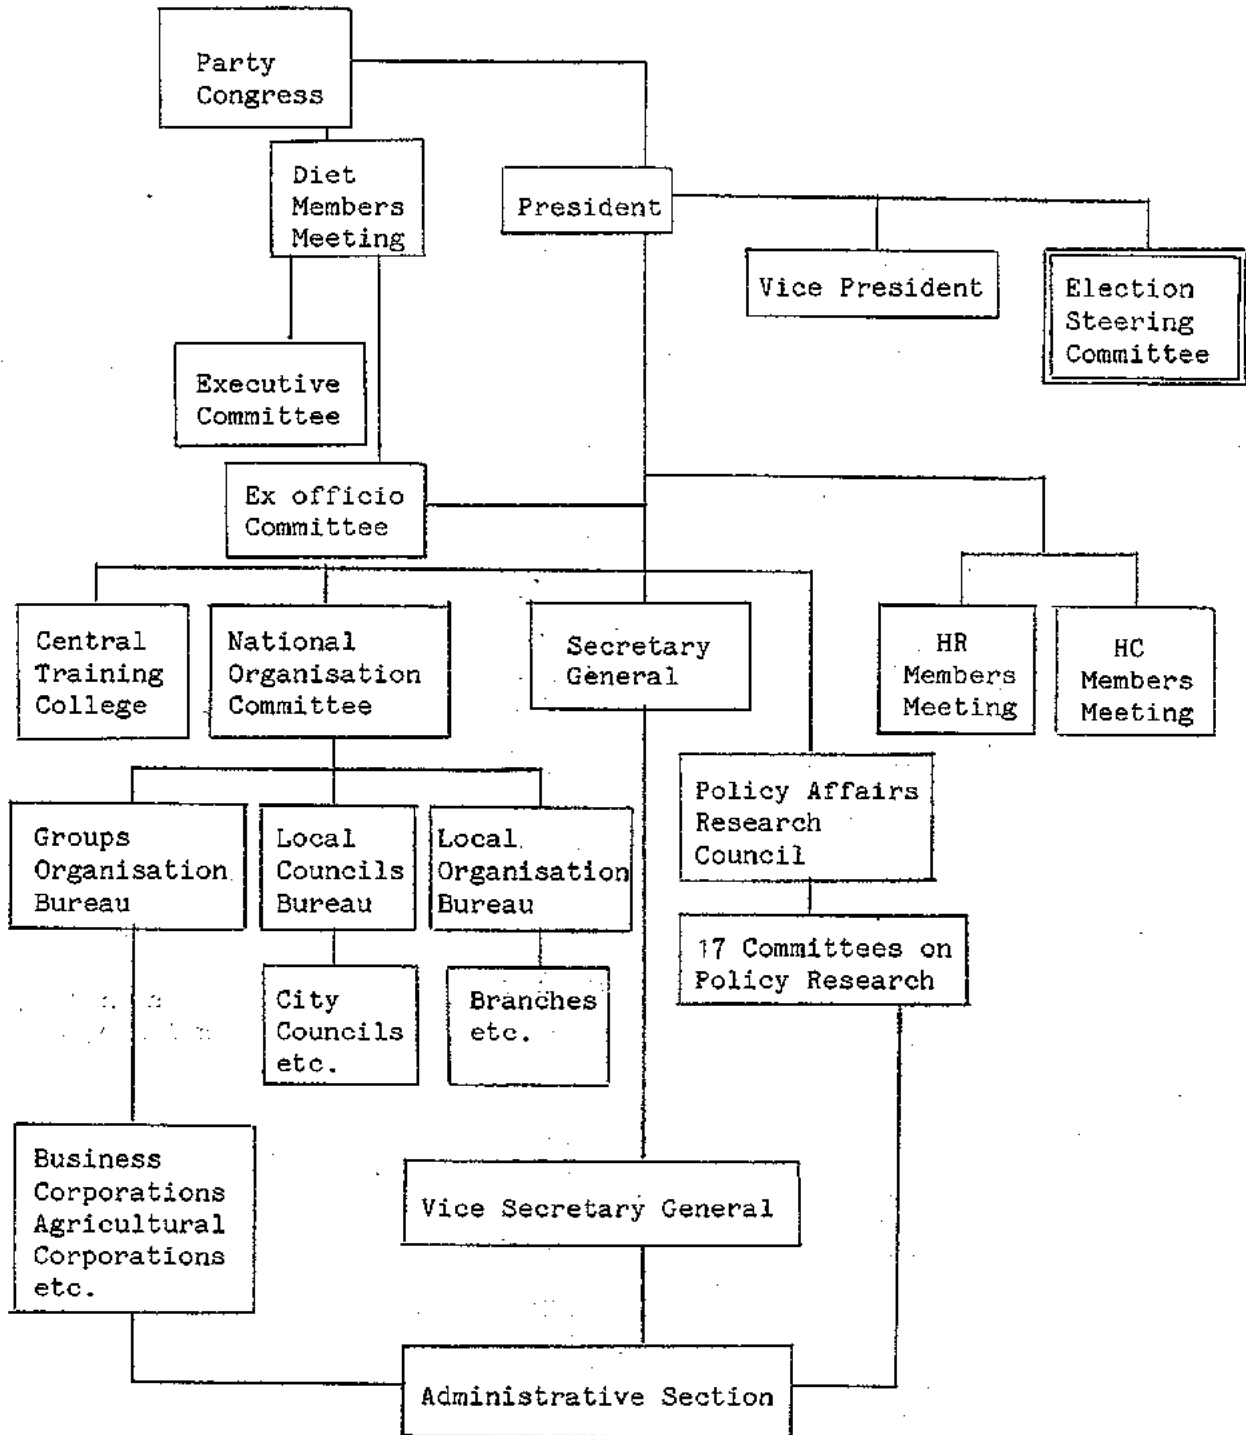 Party
Congress
Diet
Members
Meeting
President
Vice President
Election
Steering
Committee
Executive
Committee
Ex officio
Committee
Central
Training
College
National
Organisation
Committee
Secretary
General
HR
Members
Meeting
HC
Members
Meeting
Policy Affairs
Research
Council
Groups
Organisation
Bureau
Local
Councils
Bureau
Local
Organisation
Bureau
17 Committees on
Policy Research
City
Councils
etc.
Branches
etc.
Business
Corporations
Agricultural
Corporations
etc.
Vice Secretary General
Administrative Section